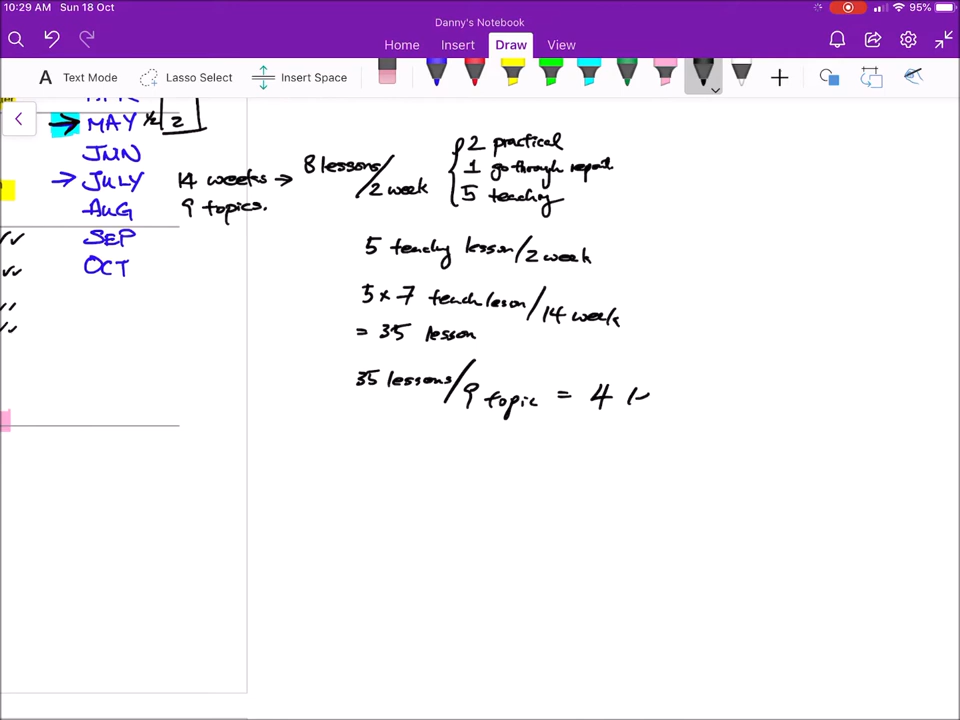 10:29 AM Sun 18 Oct
95%
Danny's Notebook
Home Insert Draw View
Text Mode Lasso Select Insert Space
MAY ½ 2
JUN
JULY
AUG
SEP
OCT
14 weeks → 8 lessons/2 week
9 topics.
2 practical
1 go through report
5 teaching
5 teaching lesson/2 week
5 × 7 teach lesson/14 week
= 35 lesson
35 lessons/9 topic = 4